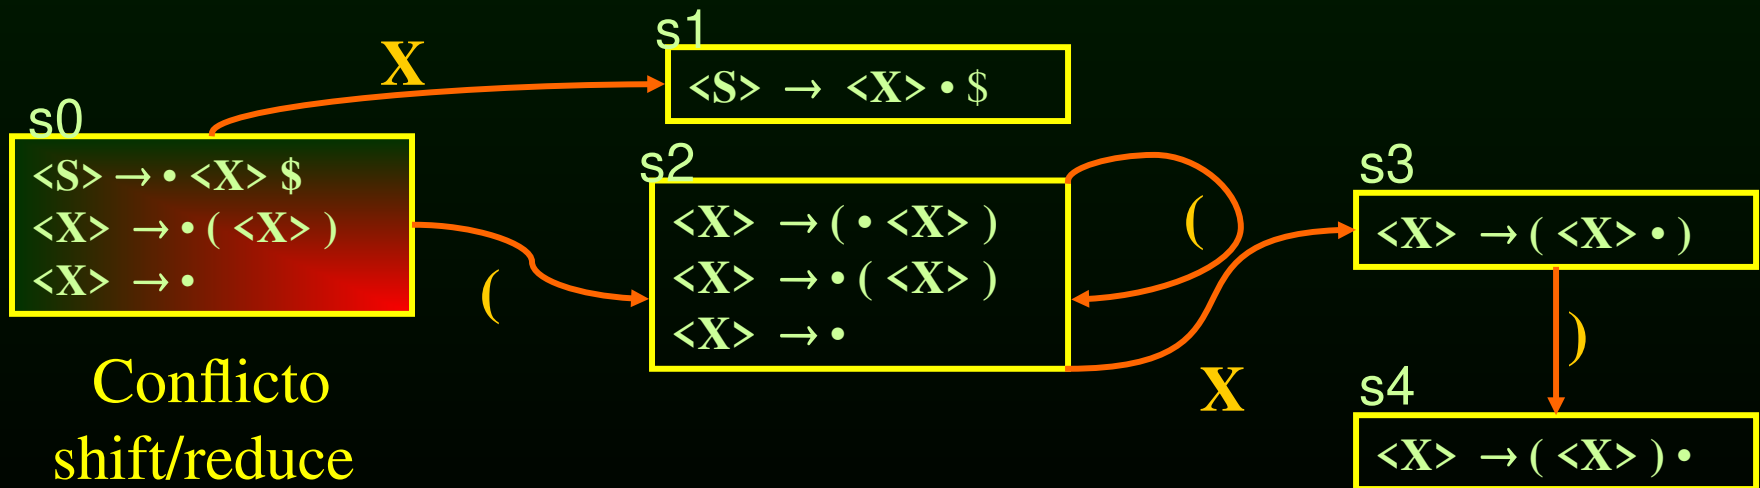 s0
<S> → • <X> $
<X> → • ( <X> )
<X> → •
Conflicto
shift/reduce
X
(
s1
<S> → <X> • $
s2
<X> → ( • <X> )
<X> → • ( <X> )
<X> → •
(
X
s3
<X> → ( <X> • )
)
s4
<X> → ( <X> ) •